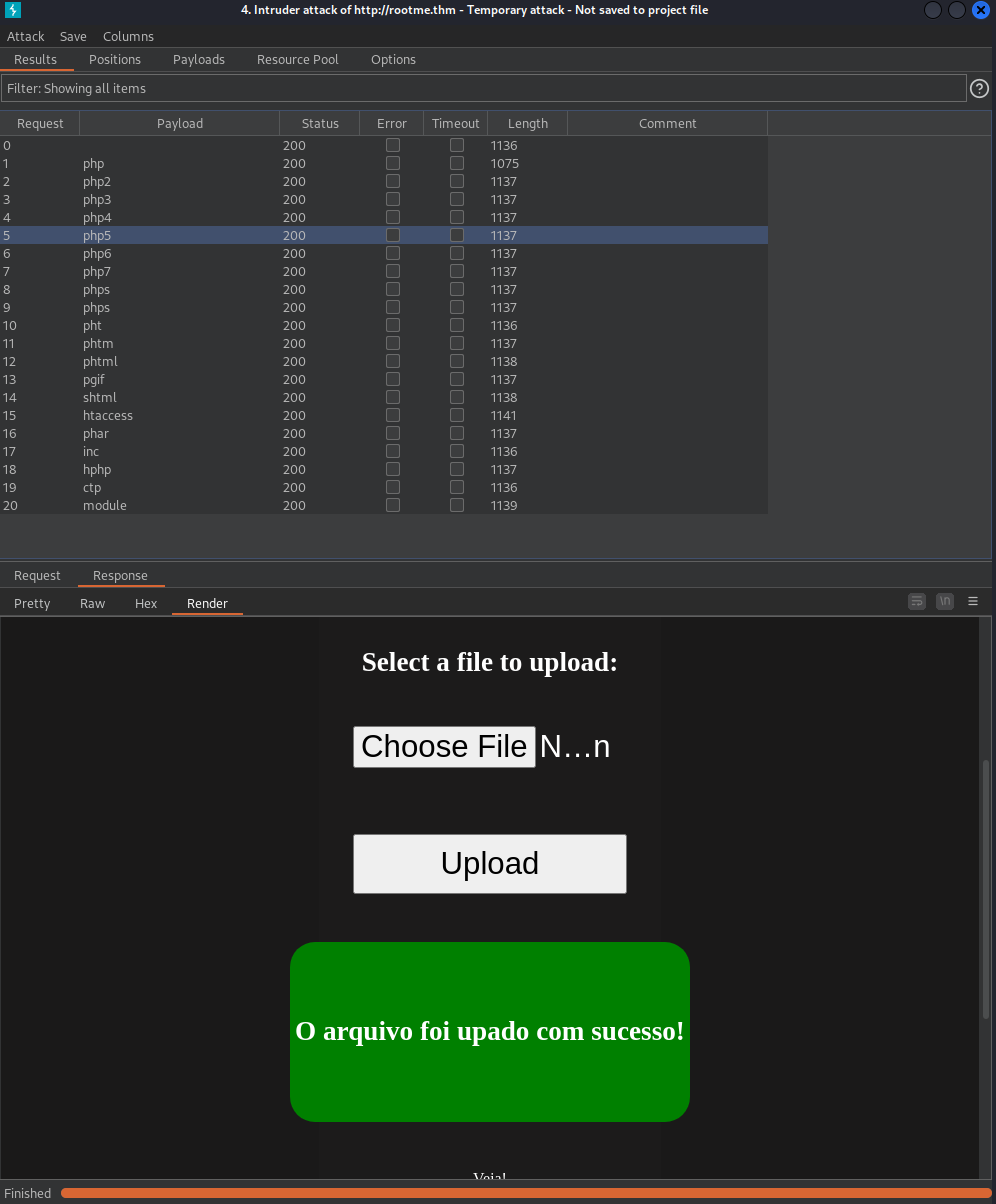 4. Intruder attack of http://rootme.thm - Temporary attack - Not saved to project file
Attack Save Columns
Results Positions Payloads Resource Pool Options
Filter: Showing all items
?
Request Payload Status Error Timeout Length Comment
0 200 1136
1 php 200 1075
2 php2 200 1137
3 php3 200 1137
4 php4 200 1137
5 php5 200 1137
6 php6 200 1137
7 php7 200 1137
8 phps 200 1137
9 phps 200 1137
10 pht 200 1136
11 phtm 200 1137
12 phtml 200 1138
13 pgif 200 1137
14 shtml 200 1138
15 htaccess 200 1141
16 phar 200 1137
17 inc 200 1136
18 hphp 200 1137
19 ctp 200 1136
20 module 200 1139
Request Response
Pretty Raw Hex Render \n
Select a file to upload:
Choose File N...n
Upload
O arquivo foi upado com sucesso!
Veja!
Finished